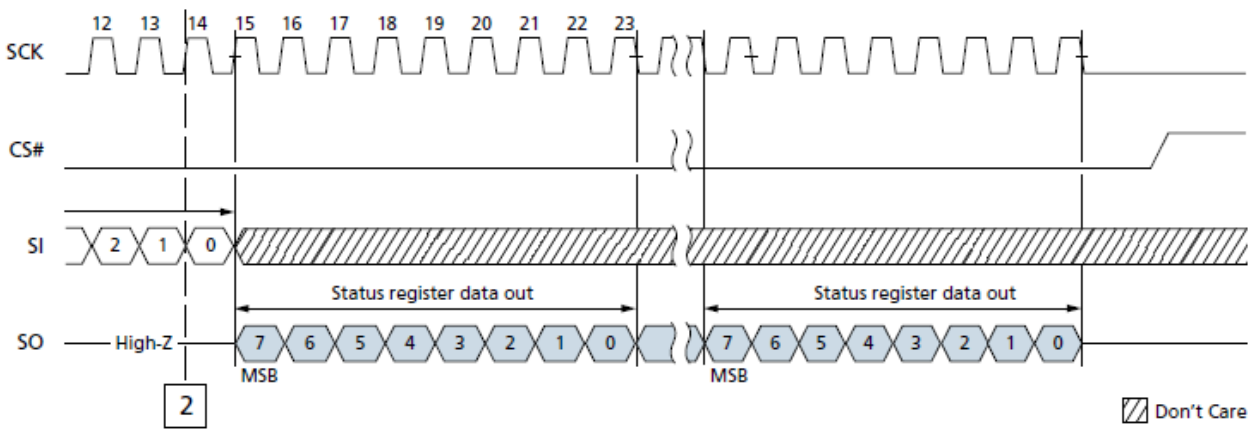 12 13 14 15 16 17 18 19 20 21 22 23
SCK
CS#
SI 2 1 0
Status register data out Status register data out
SO High-Z 7 6 5 4 3 2 1 0 7 6 5 4 3 2 1 0
MSB MSB
2
Don't Care